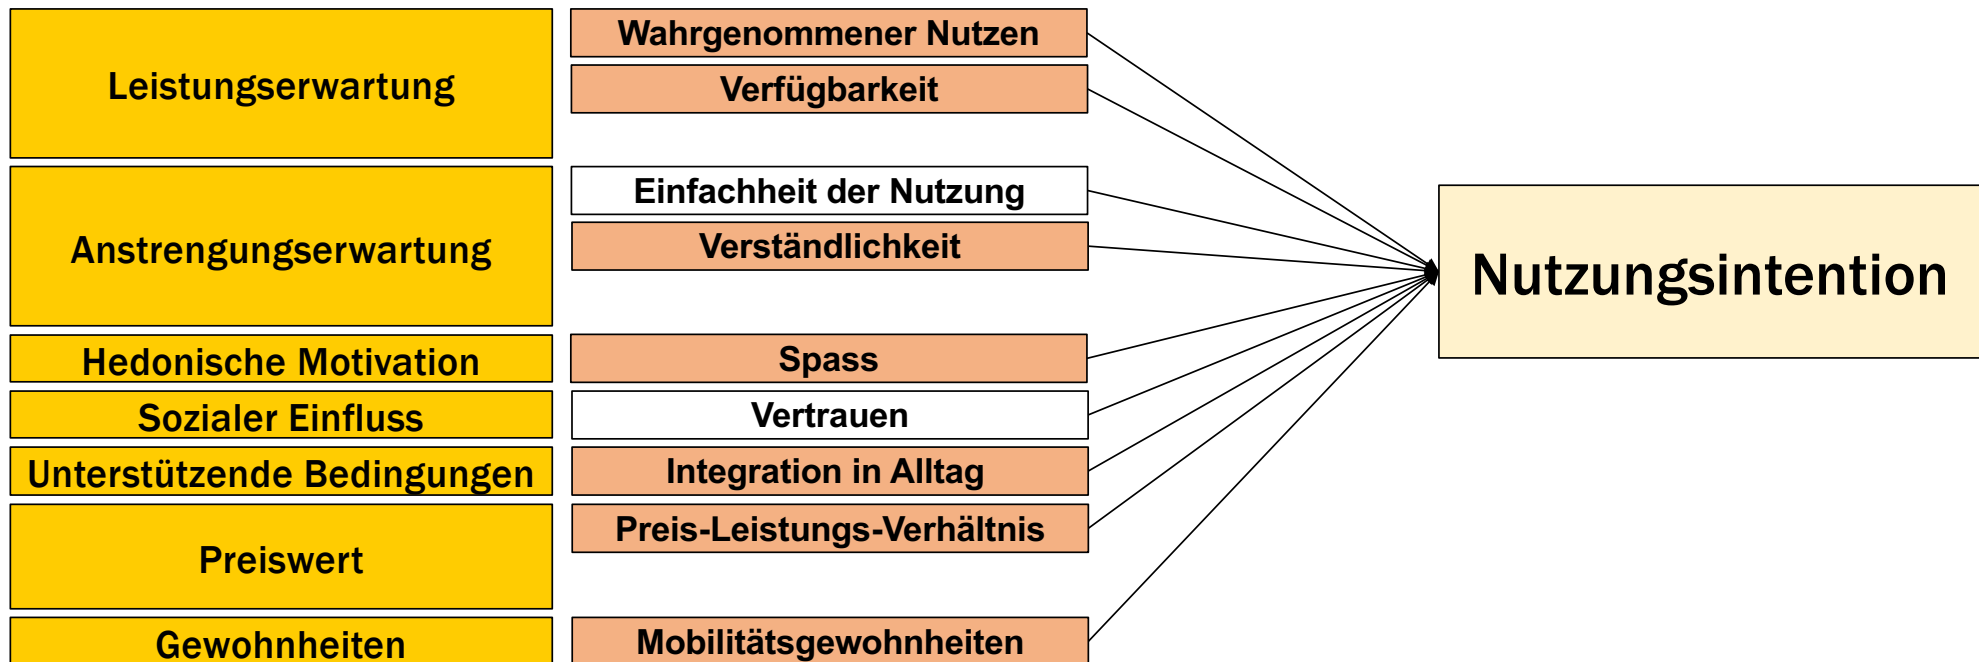 Leistungserwartung
Wahrgenommener Nutzen
Verfügbarkeit
Anstrengungserwartung
Einfachheit der Nutzung
Verständlichkeit
Hedonische Motivation
Spass
Sozialer Einfluss
Vertrauen
Unterstützende Bedingungen
Integration in Alltag
Preiswert
Preis-Leistungs-Verhältnis
Gewohnheiten
Mobilitätsgewohnheiten
Nutzungsintention